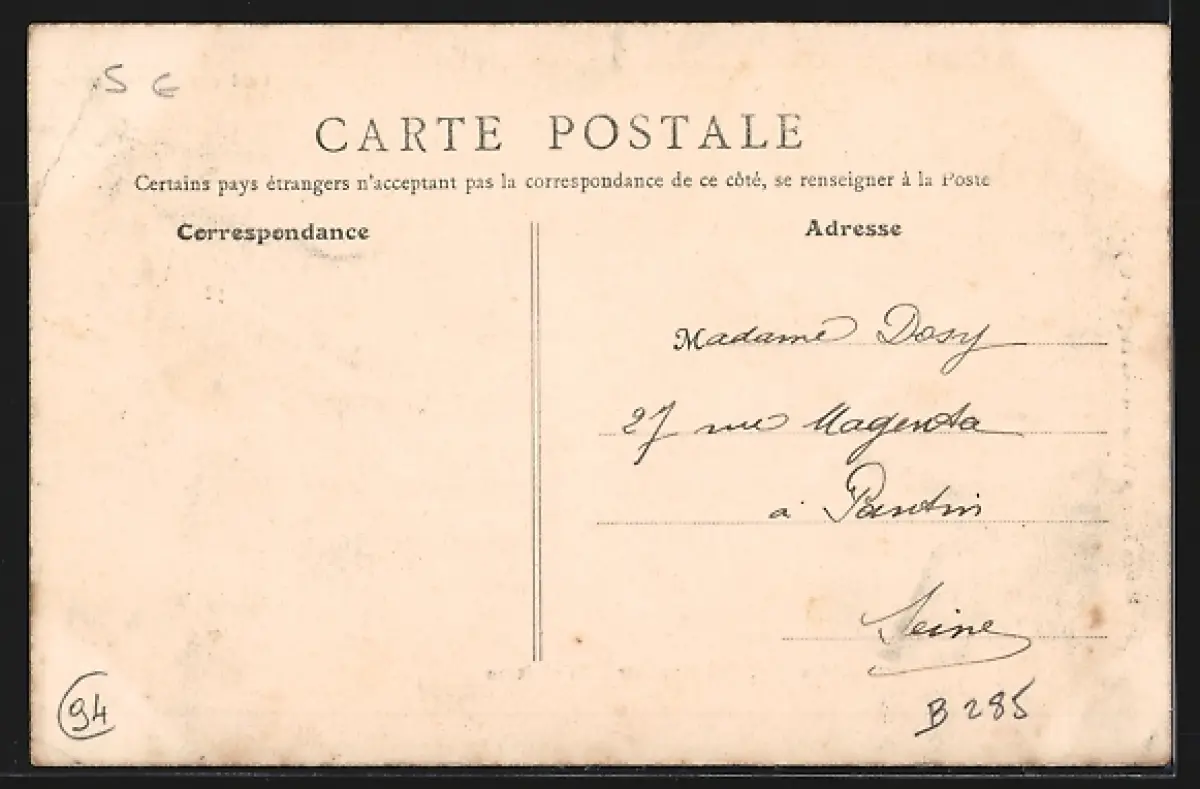 5 €
CARTE POSTALE
Certains pays étrangers n'acceptant pas la correspondance de ce côté, se renseigner à la Poste
Correspondance
Adresse
Madame Dosy
27 rue Magenta
à Pantin
Seine
94
B 285